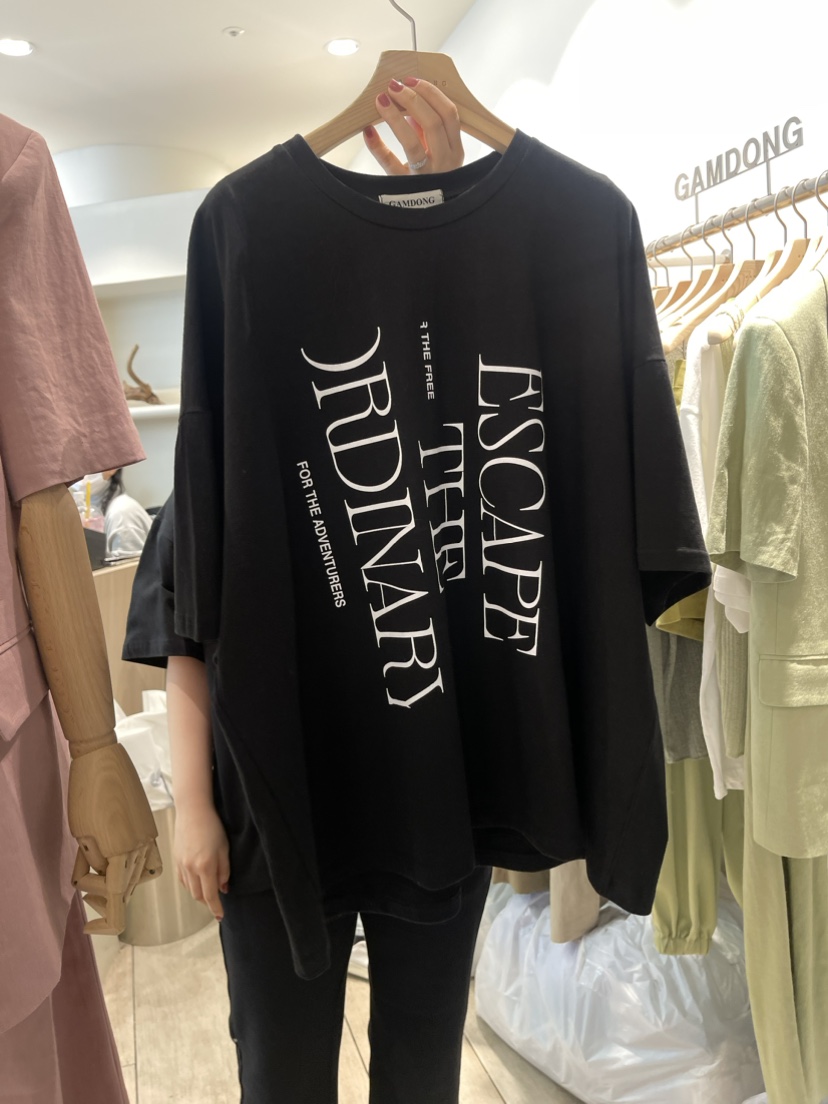 GAMDONG
GAMDONG
ESCAPE
THE
THE FREE
RDINARY
FOR THE ADVENTURERS